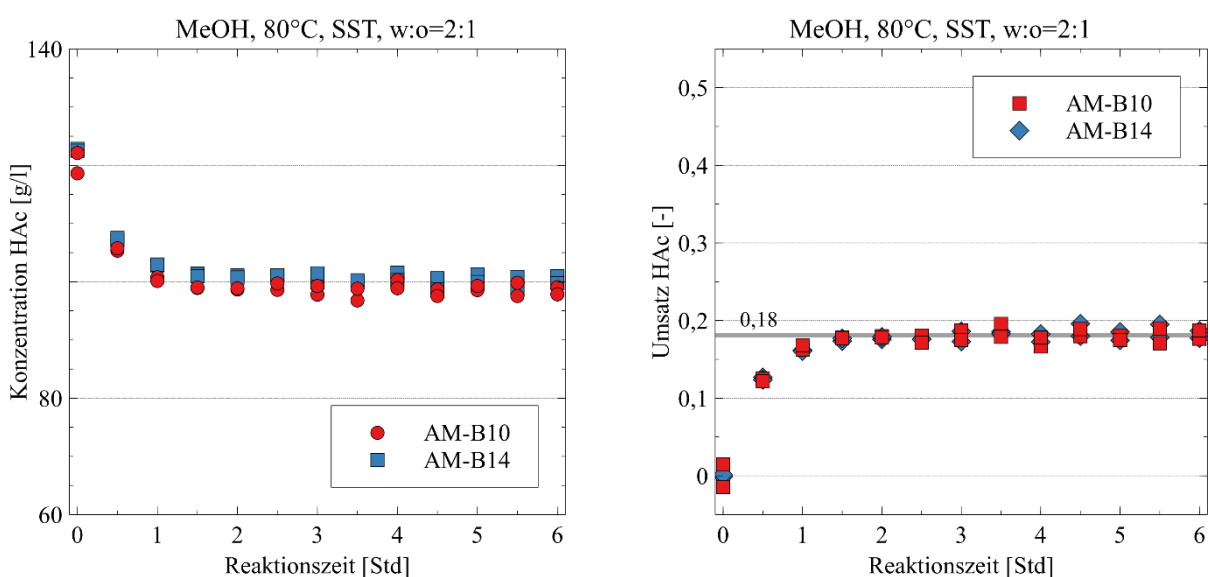 MeOH, 80°C, SST, w:o=2:1
140
80
60
Konzentration HAc [g/l]
AM-B10
AM-B14
0 1 2 3 4 5 6
Reaktionszeit [Std]
MeOH, 80°C, SST, w:o=2:1
0,5
0,4
0,3
0,2
0,1
0
Umsatz HAc [-]
0,18
AM-B10
AM-B14
0 1 2 3 4 5 6
Reaktionszeit [Std]